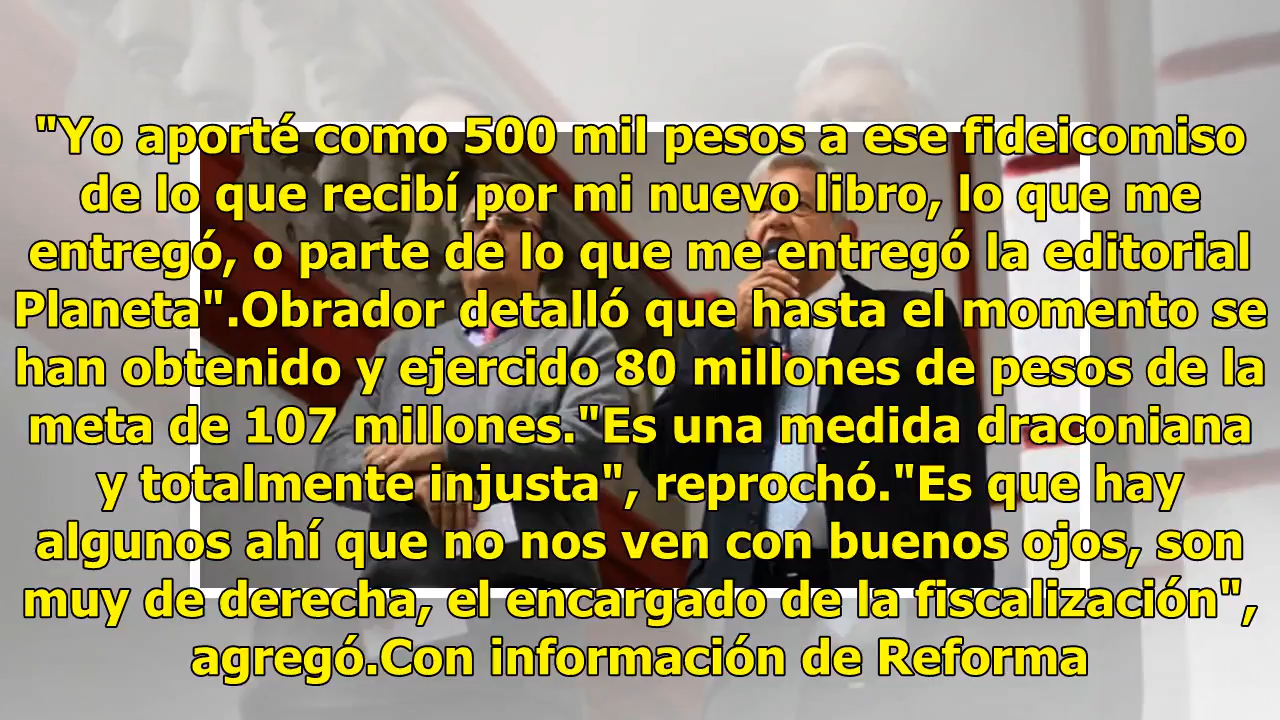 "Yo aporté como 500 mil pesos a ese fideicomiso
de lo que recibí por mi nuevo libro, lo que me
entregó, o parte de lo que me entregó la editorial
Planeta".Obrador detalló que hasta el momento se
han obtenido y ejercido 80 millones de pesos de la
meta de 107 millones."Es una medida draconiana
y totalmente injusta", reprochó."Es que hay
algunos ahí que no nos ven con buenos ojos, son
muy de derecha, el encargado de la fiscalización",
agregó.Con información de Reforma